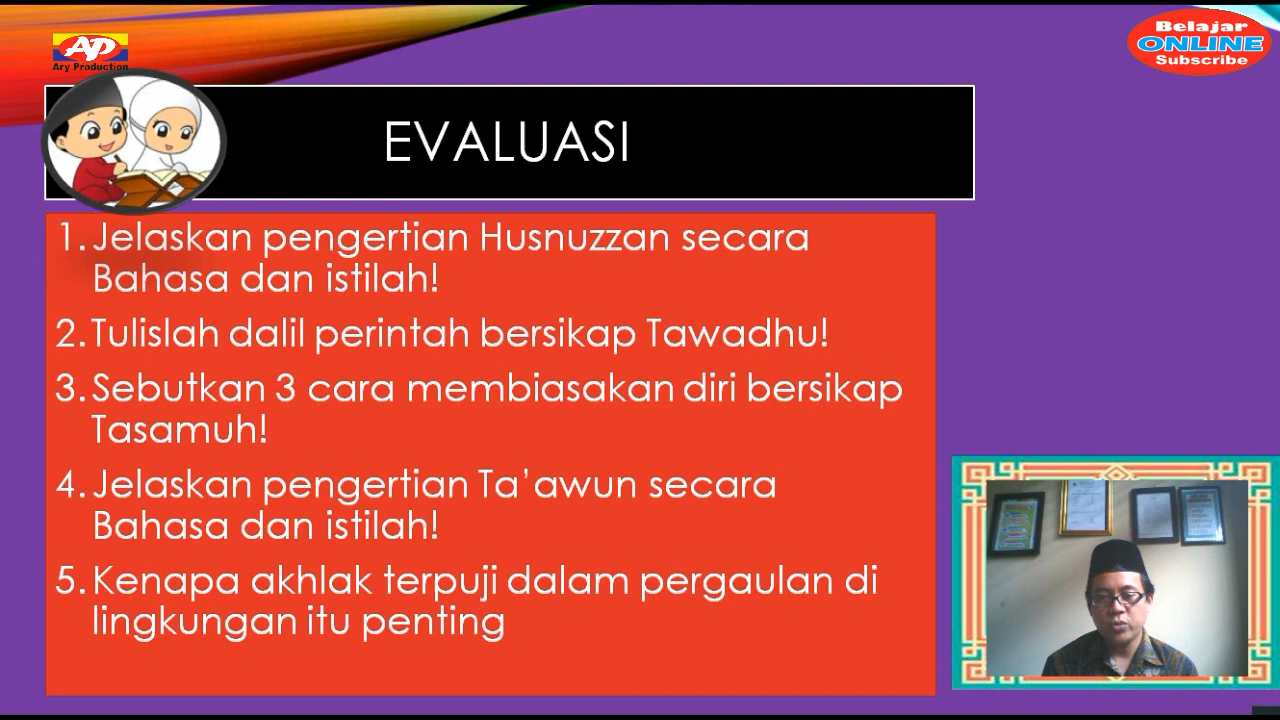 AP
Ary Production
Belajar
ONLINE
Subscribe
EVALUASI
1. Jelaskan pengertian Husnuzzan secara
Bahasa dan istilah!
2. Tulislah dalil perintah bersikap Tawadhu!
3. Sebutkan 3 cara membiasakan diri bersikap
Tasamuh!
4. Jelaskan pengertian Ta'awun secara
Bahasa dan istilah!
5. Kenapa akhlak terpuji dalam pergaulan di
lingkungan itu penting